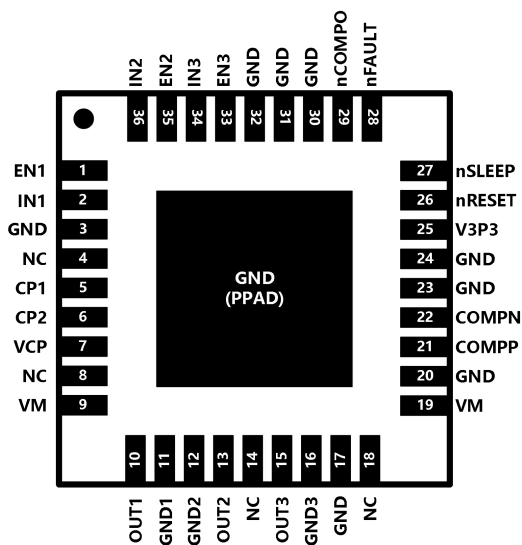 IN2 EN2 IN3 EN3 GND GND GND nCOMPO nFAULT
36 35 34 33 32 31 30 29 28
EN1 1
IN1 2
GND 3
NC 4
CP1 5
CP2 6
VCP 7
NC 8
VM 9
GND
(PPAD)
27 nSLEEP
26 nRESET
25 V3P3
24 GND
23 GND
22 COMPN
21 COMPP
20 GND
19 VM
10 11 12 13 14 15 16 17 18
OUT1 GND1 GND2 OUT2 NC OUT3 GND3 GND NC